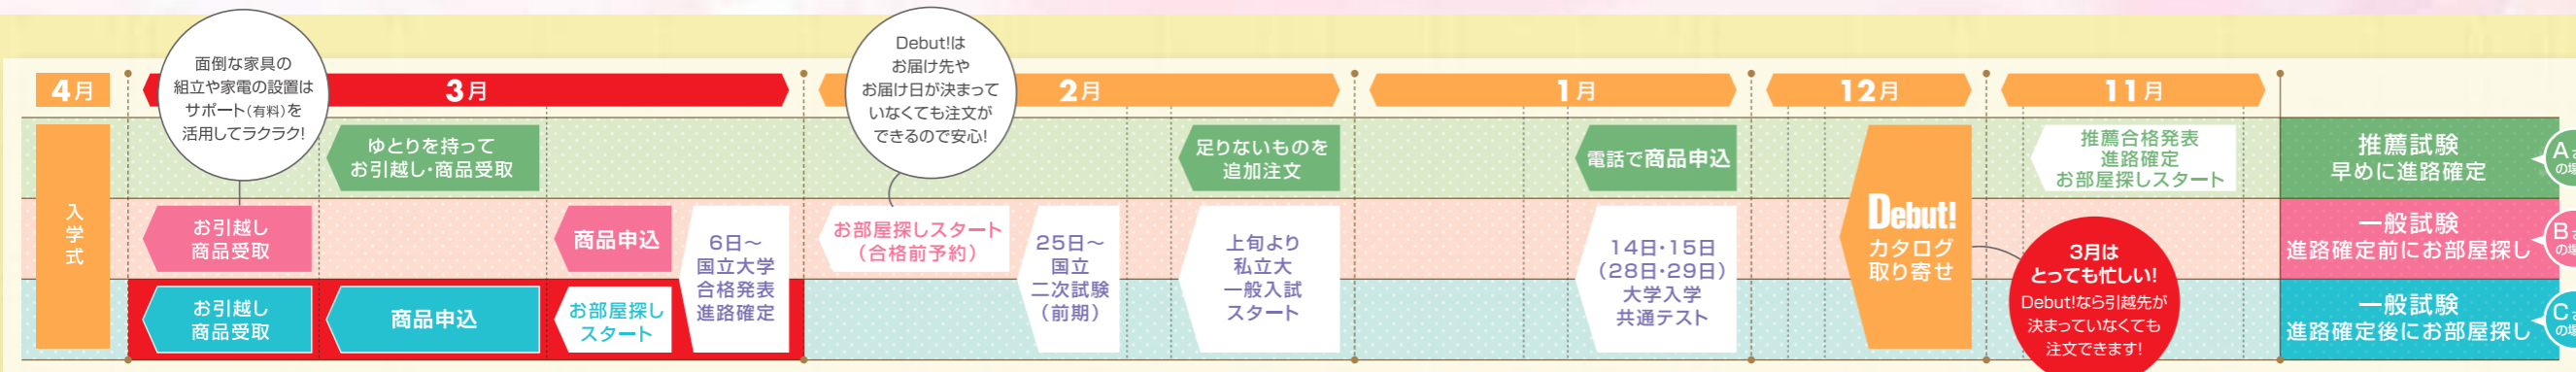 面倒な家具の
組立や家電の設置は
サポート(有料)を
活用してラクラク!
Debut!は
お届け先や
お届け日が決まって
いなくても注文が
できるので安心!
4月
3月
2月
1月
12月
11月
入学式
ゆとりを持って
お引越し・商品受取
足りないものを
追加注文
電話で商品申込
推薦合格発表
進路確定
お部屋探しスタート
推薦試験
早めに進路確定
A
の場
お引越し
商品受取
商品申込
6日〜
国立大学
合格発表
進路確定
お部屋探しスタート
(合格前予約)
25日〜
国立
二次試験
(前期)
上旬より
私立大
一般入試
スタート
14日・15日
(28日・29日)
大学入学
共通テスト
Debut!
カタログ
取り寄せ
一般試験
進路確定前にお部屋探し
B
の場
お引越し
商品受取
商品申込
お部屋探し
スタート
3月は
とっても忙しい!
Debut!なら引越先が
決まっていなくても
注文できます!
一般試験
進路確定後にお部屋探し
C
の場